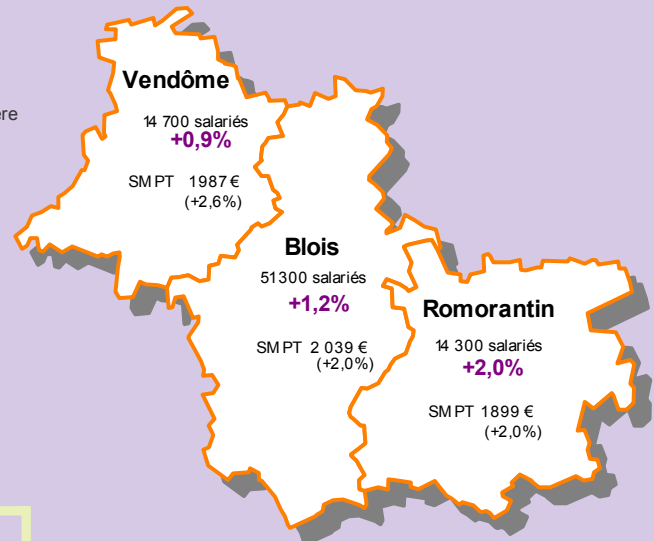 ère
Vendôme
14 700 salariés
+0,9%
SMPT 1987 €
(+2,6%)
Blois
51300 salariés
+1,2%
SMPT 2 039 €
(+2,0%)
Romorantin
14 300 salariés
+2,0%
SMPT 1899 €
(+2,0%)